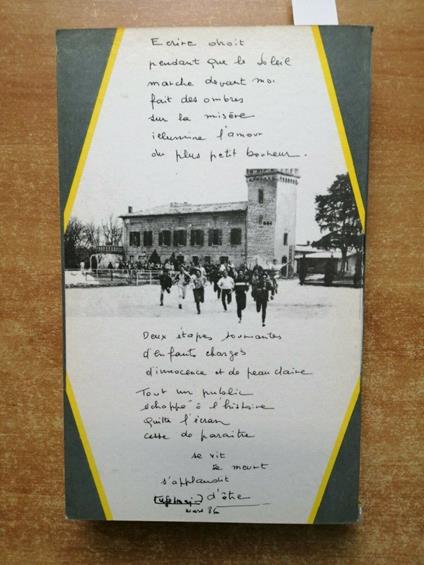 Ecrire droit
pendant que le soleil
marche devant moi
fait des ombres
sur la misère
illumine l'amour
du plus petit bonheur.
Deux étapes souriantes
d'enfants chargés
d'innocence et de peau claire
Tout un public
échappé à l'histoire
quitte l'écran
cesse de paraître
se vit
se meurt
s'applaudit
d'être
86